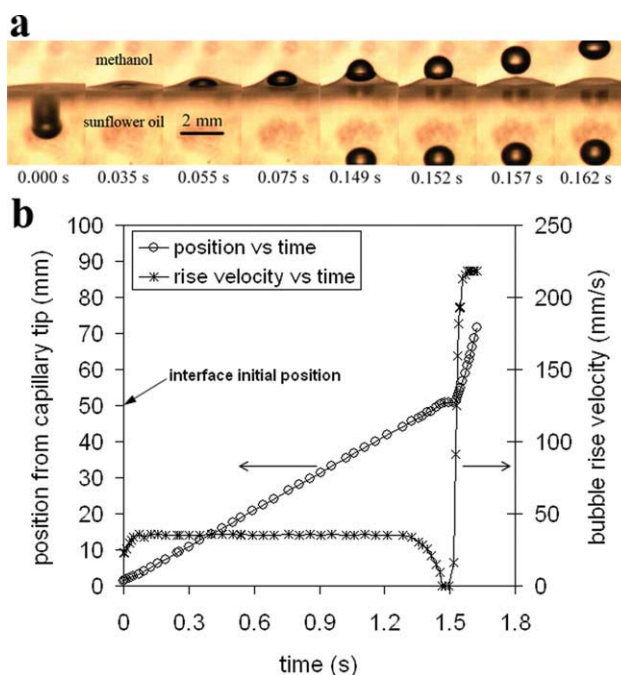 a
methanol
sunflower oil
2 mm
0.000 s 0.035 s 0.055 s 0.075 s 0.149 s 0.152 s 0.157 s 0.162 s
b
position from capillary tip (mm)
100
90
80
70
60
50
40
30
20
10
0
position vs time
rise velocity vs time
interface initial position
250
200
150
100
50
0
bubble rise velocity (mm/s)
0 0.3 0.6 0.9 1.2 1.5 1.8
time (s)